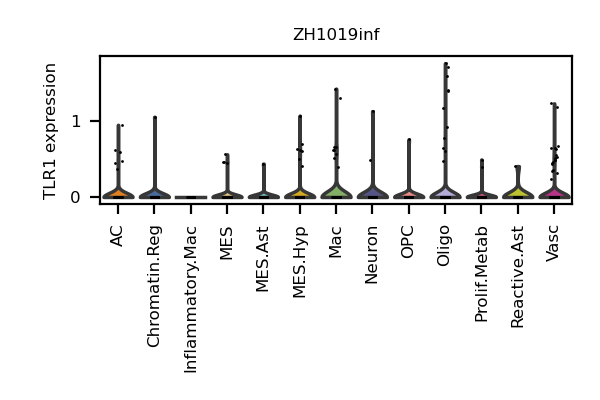 ZH1019inf
TLR1 expression
1
0
AC
Chromatin.Reg
Inflammatory.Mac
MES
MES.Ast
MES.Hyp
Mac
Neuron
OPC
Oligo
Prolif.Metab
Reactive.Ast
Vasc